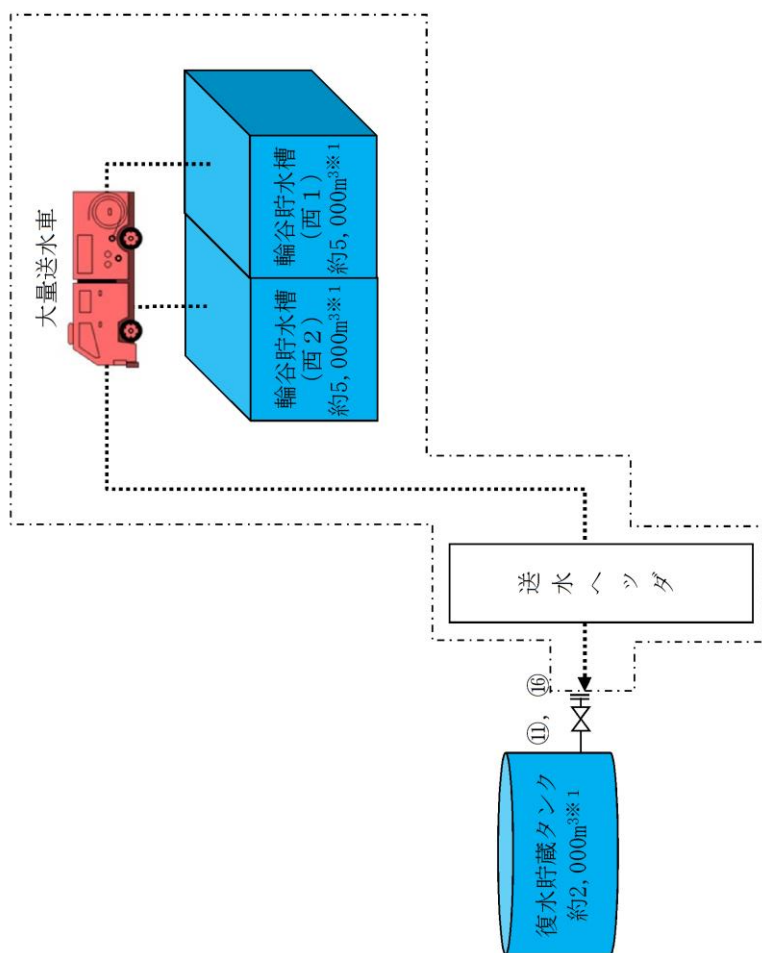 大量送水車
輪谷貯水槽
(西1)
約5,000m³※1
輪谷貯水槽
(西2)
約5,000m³※1
送水ヘッダ
⑪, ⑯
復水貯蔵タンク
約2,000m³※1